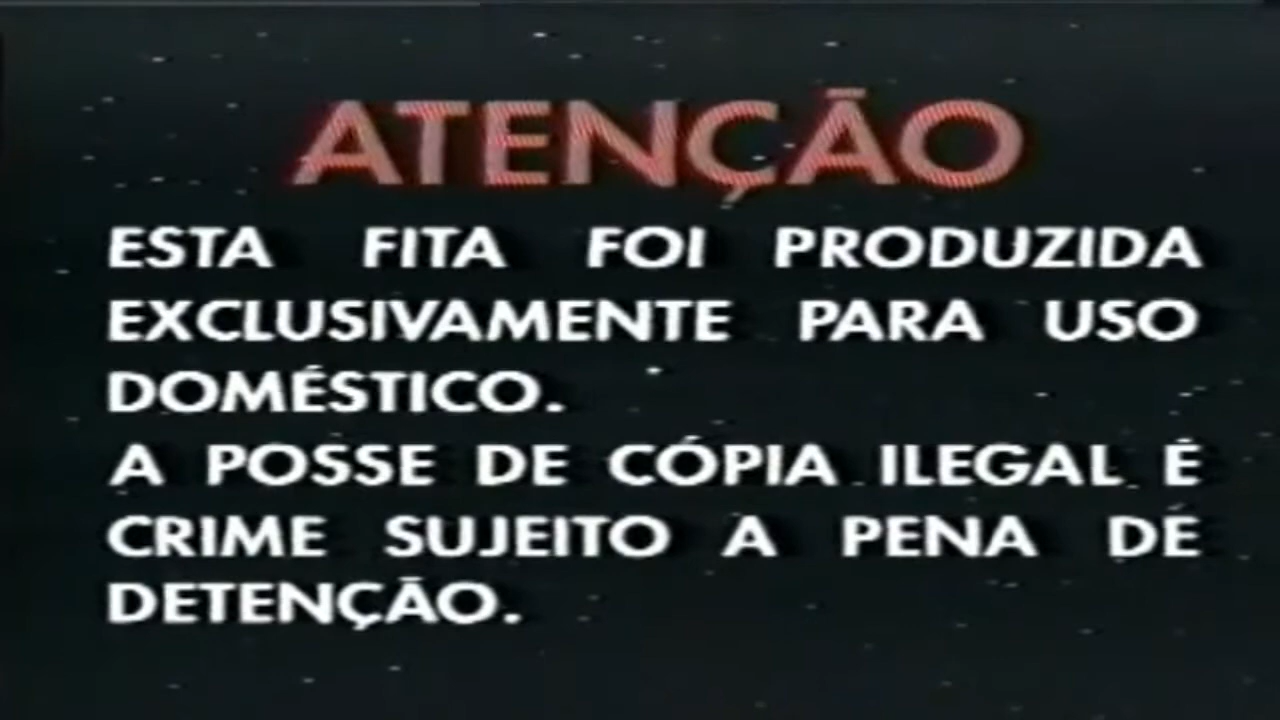 ATENÇÃO
ESTA FITA FOI PRODUZIDA
EXCLUSIVAMENTE PARA USO
DOMÉSTICO.
A POSSE DE CÓPIA ILEGAL É
CRIME SUJEITO A PENA DE
DETENÇÃO.